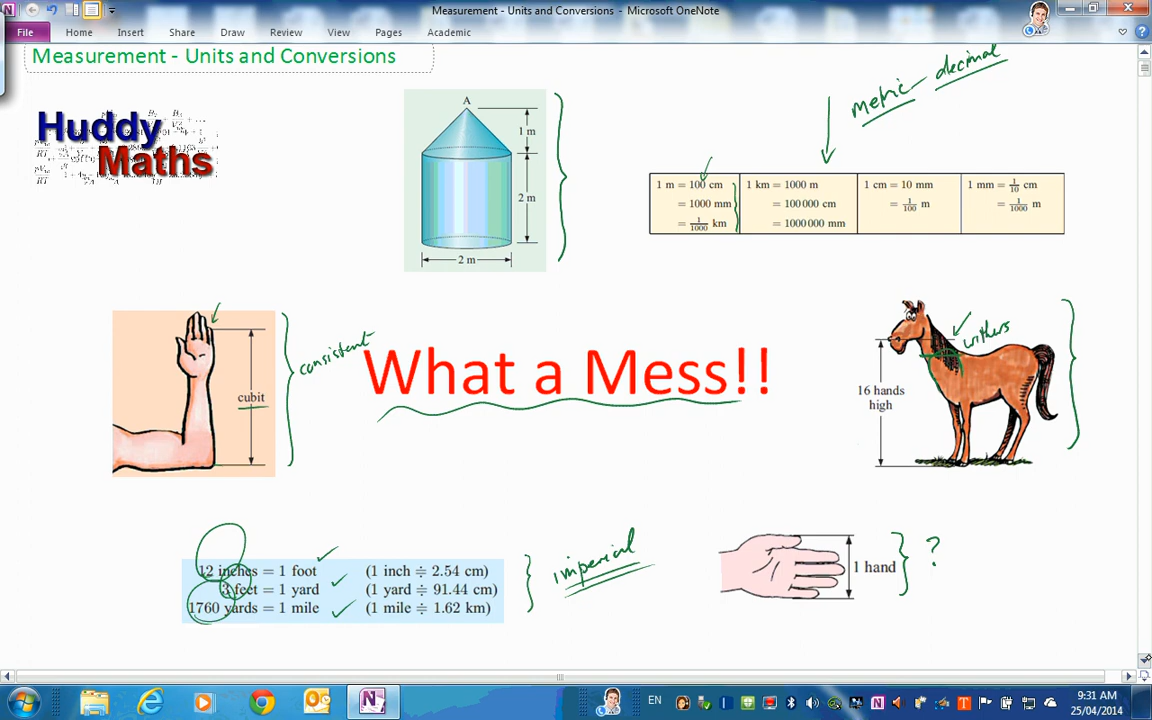 Measurement - Units and Conversions - Microsoft OneNote
File Home Insert Share Draw Review View Pages Academic
Measurement - Units and Conversions
metric - decimal
Huddy
Maths
A
1 m
2 m
2 m
1 m = 100 cm
= 1000 mm
= 1/1000 km
1 km = 1000 m
= 100 000 cm
= 1000 000 mm
1 cm = 10 mm
= 1/100 m
1 mm = 1/10 cm
= 1/1000 m
cubit
consistent
What a Mess!!
withers
16 hands
high
12 inches = 1 foot (1 inch ≑ 2.54 cm)
3 feet = 1 yard (1 yard ≑ 91.44 cm)
1760 yards = 1 mile (1 mile ≑ 1.62 km)
imperial
1 hand
?
EN
9:31 AM
25/04/2014